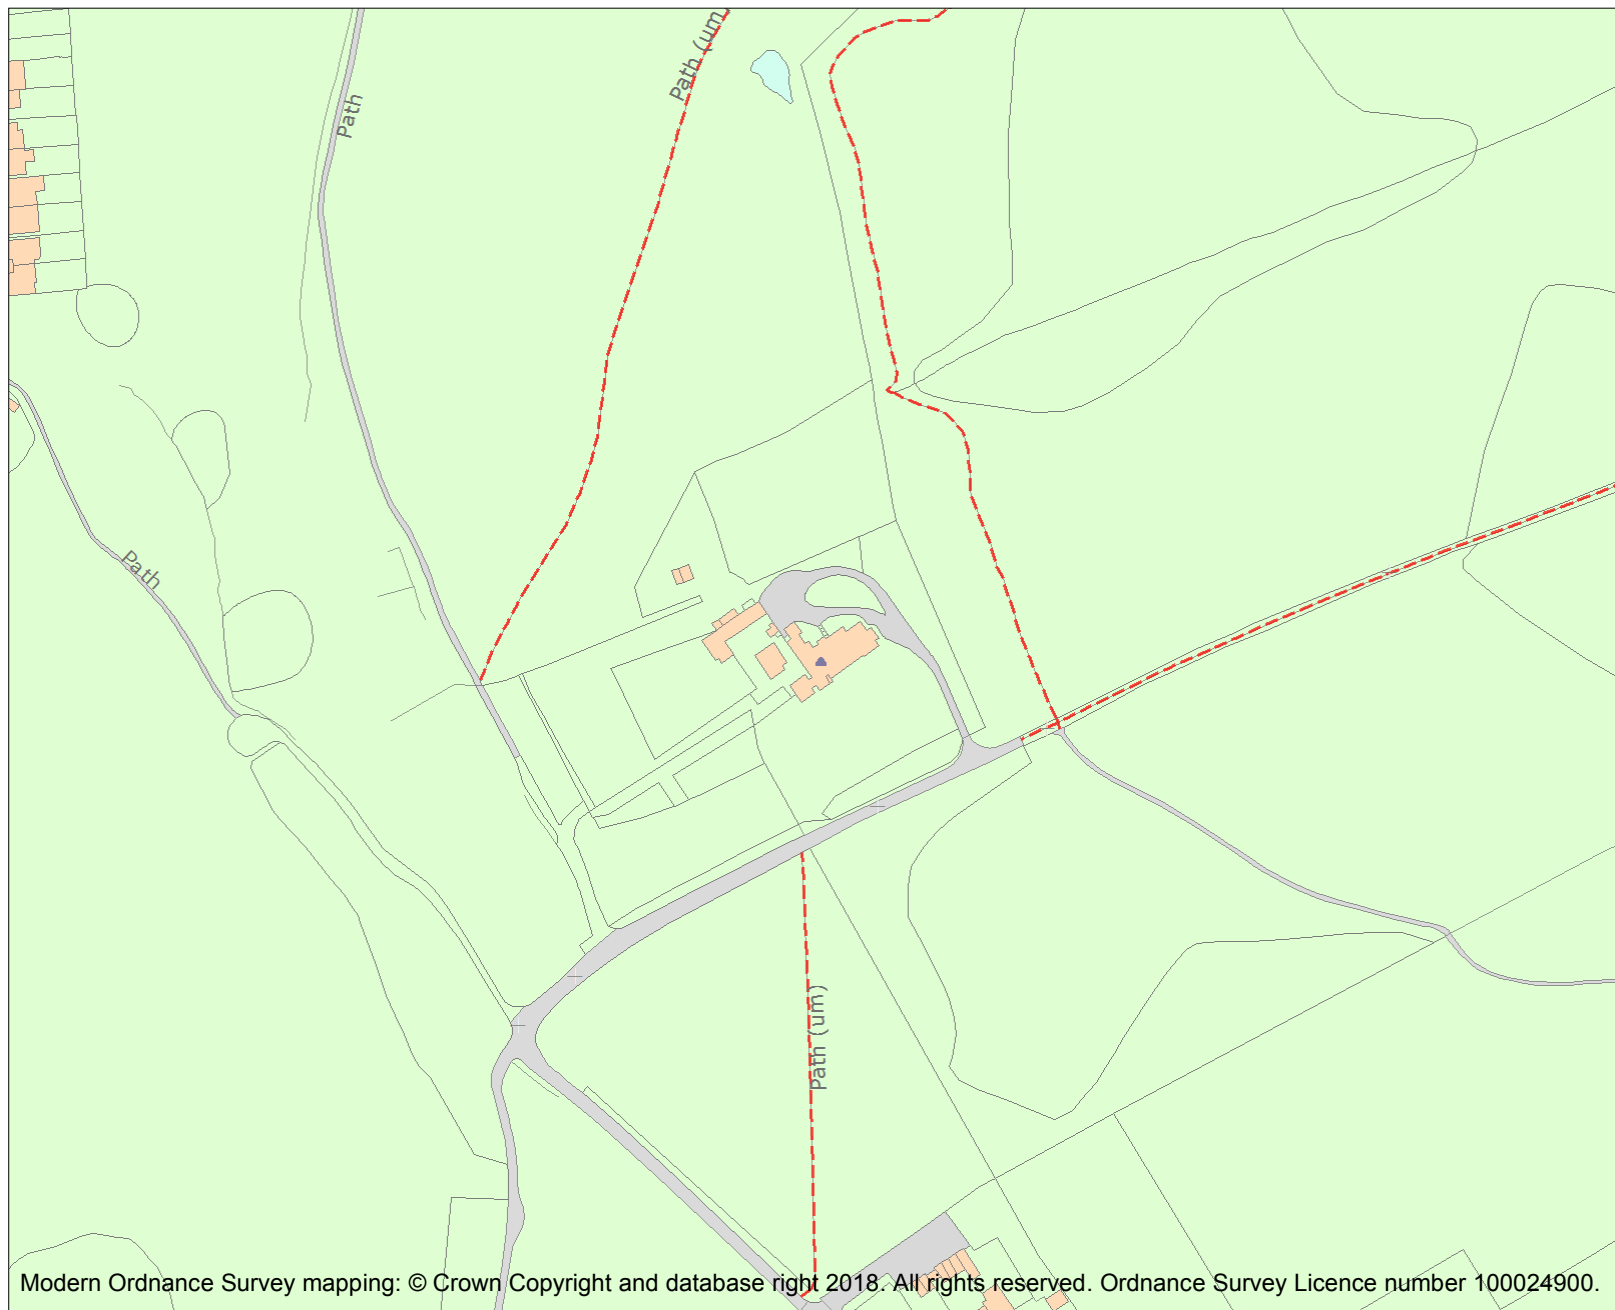 Path (um)
Path
Path
Path (um)
Modern Ordnance Survey mapping: © Crown Copyright and database right 2018. All rights reserved. Ordnance Survey Licence number 100024900.